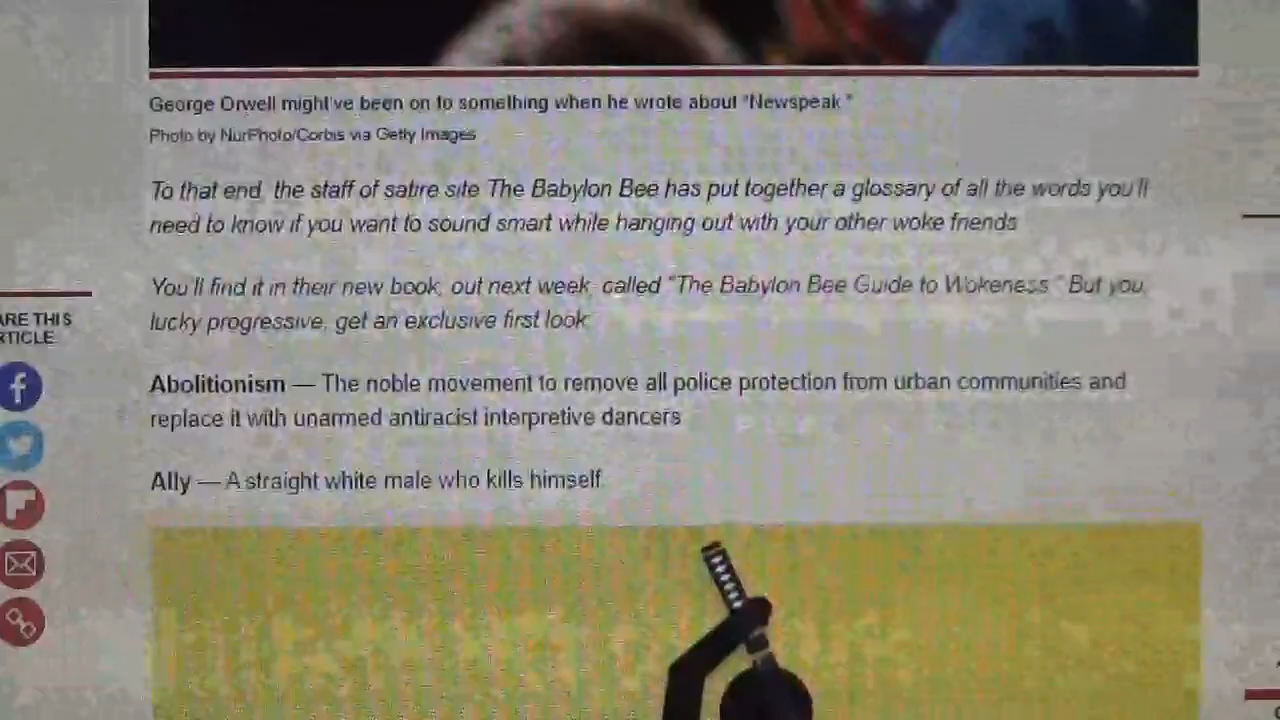 George Orwell might've been on to something when he wrote about "Newspeak."
Photo by NurPhoto/Corbis via Getty Images
To that end, the staff of satire site The Babylon Bee has put together a glossary of all the words you'll
need to know if you want to sound smart while hanging out with your other woke friends
You'll find it in their new book, out next week, called "The Babylon Bee Guide to Wokeness." But you,
lucky progressive, get an exclusive first look.
ARE THIS
RTICLE
Abolitionism — The noble movement to remove all police protection from urban communities and
replace it with unarmed antiracist interpretive dancers
Ally — A straight white male who kills himself.